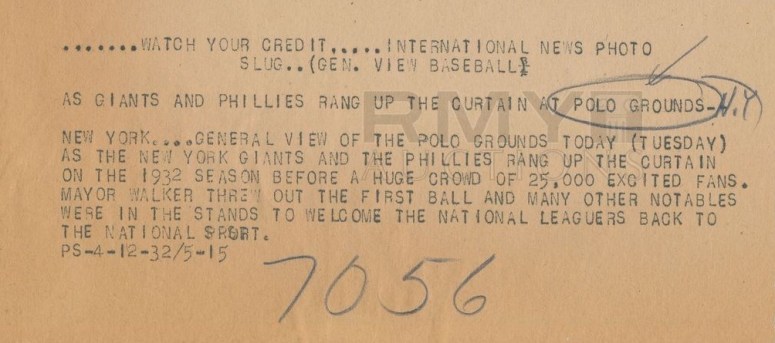 .......WATCH YOUR CREDIT.....INTERNATIONAL NEWS PHOTO
SLUG..(GEN. VIEW BASEBALL)
AS GIANTS AND PHILLIES RANG UP THE CURTAIN AT POLO GROUNDS-N.Y
NEW YORK....GENERAL VIEW OF THE POLO GROUNDS TODAY (TUESDAY)
AS THE NEW YORK GIANTS AND THE PHILLIES RANG UP THE CURTAIN
ON THE 1932 SEASON BEFORE A HUGE CROWD OF 25,000 EXCITED FANS.
MAYOR WALKER THREW OUT THE FIRST BALL AND MANY OTHER NOTABLES
WERE IN THE STANDS TO WELCOME THE NATIONAL LEAGUERS BACK TO
THE NATIONAL SPORT.
PS-4-12-32/5-15
7056
RMY
AUCTIONS